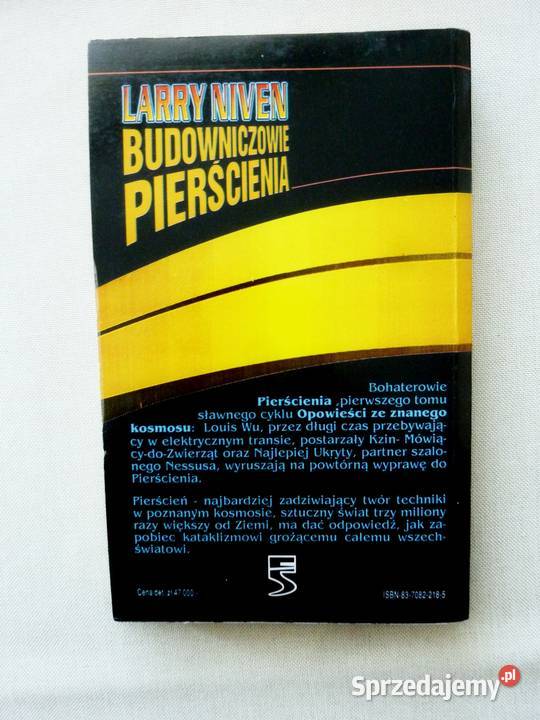 LARRY NIVEN
BUDOWNICZOWIE
PIERŚCIENIA
Bohaterowie
Pierścienia ,pierwszego tomu
sławnego cyklu Opowieści ze znanego
kosmosu: Louis Wu, przez długi czas przebywają-
cy w elektrycznym transie, postarzały Kzin- Mówią-
cy-do-Zwierząt oraz Najlepiej Ukryty, partner szalo-
nego Nessusa, wyruszają na powtórną wyprawę do
Pierścienia.
Pierścień - najbardziej zadziwiający twór techniki
w poznanym kosmosie, sztuczny świat trzy miliony
razy większy od Ziemi, ma dać odpowiedź, jak za-
pobiec kataklizmowi grożącemu całemu wszech-
światowi.
Cena det. zł 47 000.-
ISBN-83-7082-218-5
Sprzedajemy.pl